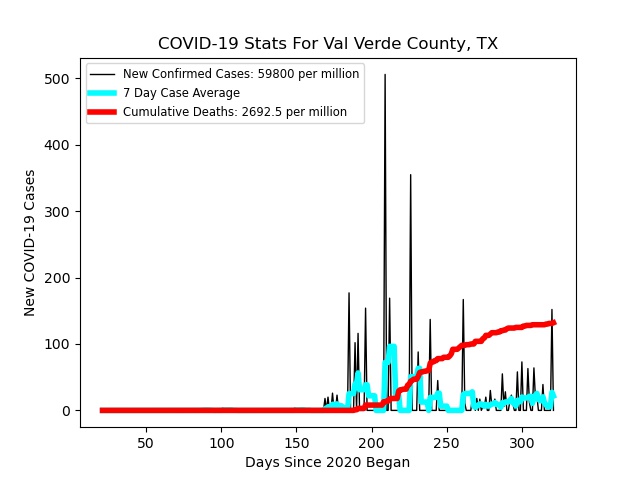 COVID-19 Stats For Val Verde County, TX
New Confirmed Cases: 59800 per million
7 Day Case Average
Cumulative Deaths: 2692.5 per million
New COVID-19 Cases
500
400
300
200
100
0
50 100 150 200 250 300
Days Since 2020 Began